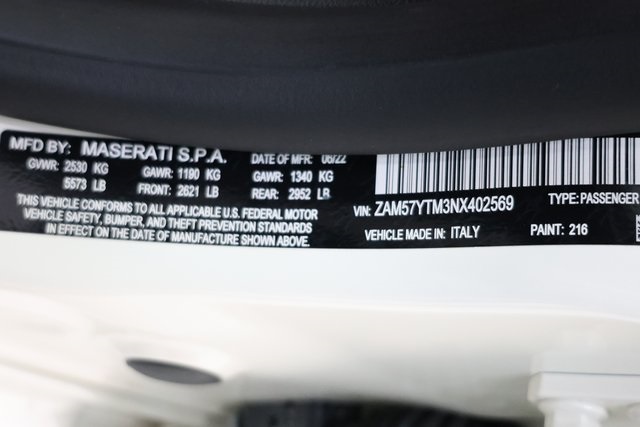 MFD BY: MASERATI S.P.A. DATE OF MFR: 08/22
GVWR: 2530 KG GAWR: 1190 KG GAWR: 1340 KG
5573 LB FRONT: 2621 LB REAR: 2952 LB
THIS VEHICLE CONFORMS TO ALL APPLICABLE U.S. FEDERAL MOTOR
VEHICLE SAFETY, BUMPER, AND THEFT PREVENTION STANDARDS
IN EFFECT ON THE DATE OF MANUFACTURE SHOWN ABOVE.
VIN: ZAM57YTM3NX402569 TYPE: PASSENGER
VEHICLE MADE IN: ITALY PAINT: 216